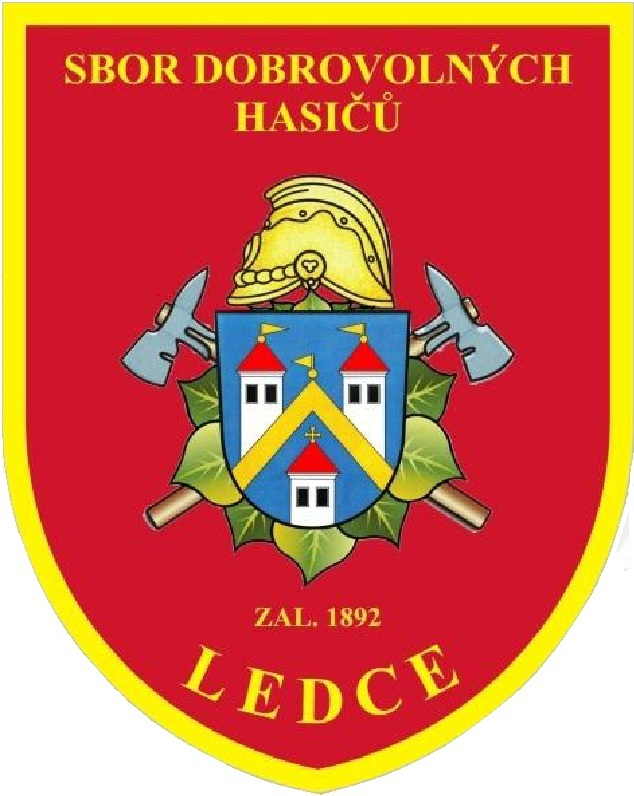 SBOR DOBROVOLNÝCH
HASIČŮ
ZAL. 1892
LEDCE